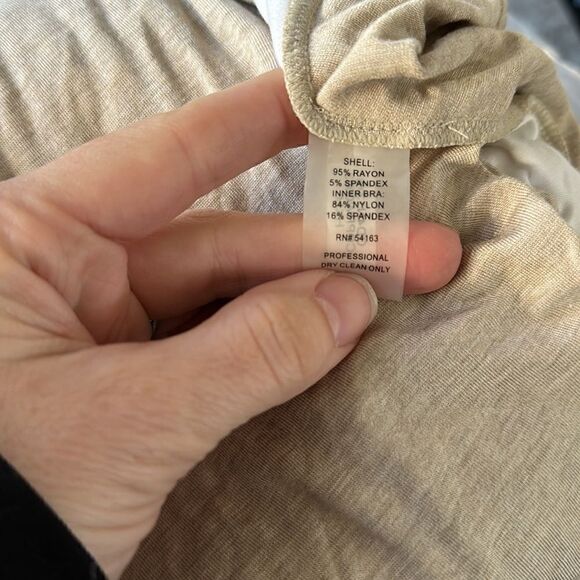 SHELL:
95% RAYON
5% SPANDEX
INNER BRA:
84% NYLON
16% SPANDEX
RN# 54163
PROFESSIONAL
DRY CLEAN ONLY